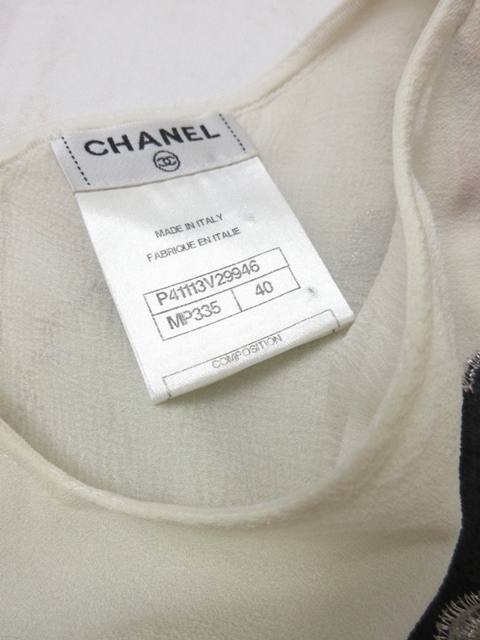 CHANEL
MADE IN ITALY
FABRIQUE EN ITALIE
P41113V29946
MP335 40
COMPOSITION